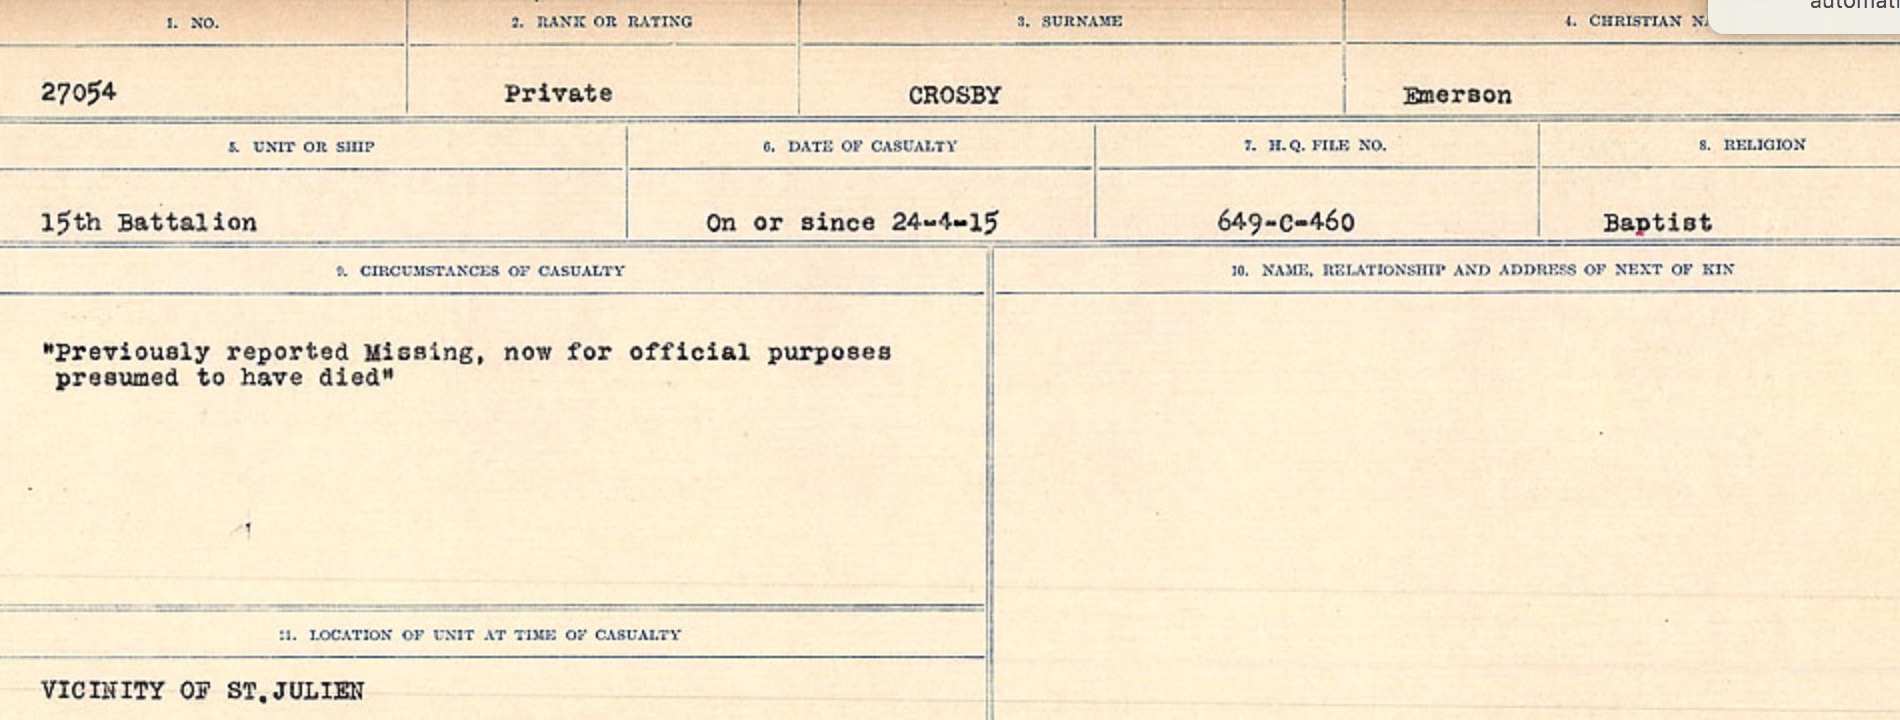 1. NO. 2. RANK OR RATING 3. SURNAME 4. CHRISTIAN
27054 Private CROSBY Emerson
5. UNIT OR SHIP 6. DATE OF CASUALTY 7. H.Q. FILE NO. 8. RELIGION
15th Battalion On or since 24-4-15 649-C-460 Baptist
9. CIRCUMSTANCES OF CASUALTY 10. NAME, RELATIONSHIP AND ADDRESS OF NEXT OF KIN
"Previously reported Missing, now for official purposes
presumed to have died"
11. LOCATION OF UNIT AT TIME OF CASUALTY
VICINITY OF ST.JULIEN